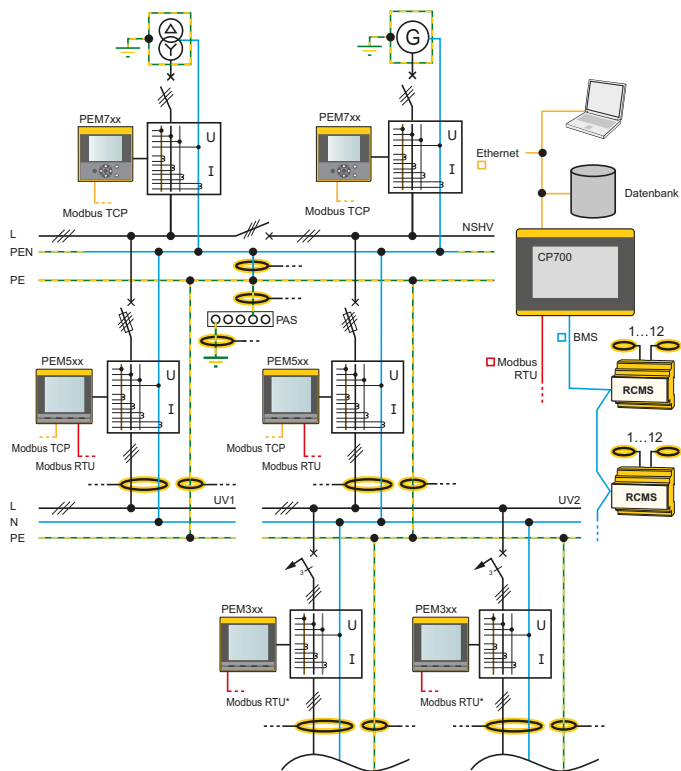 G
PEM7xx
U
I
Modbus TCP
PEM7xx
U
I
Modbus TCP
Ethernet
Datenbank
L
NSHV
PEN
PE
CP700
PAS
BMS
Modbus
RTU
1...12
RCMS
1...12
RCMS
PEM5xx
U
I
Modbus TCP
Modbus RTU
PEM5xx
U
I
Modbus TCP
Modbus RTU
L
UV1
UV2
N
PE
3
3
PEM3xx
U
I
Modbus RTU*
PEM3xx
U
I
Modbus RTU*